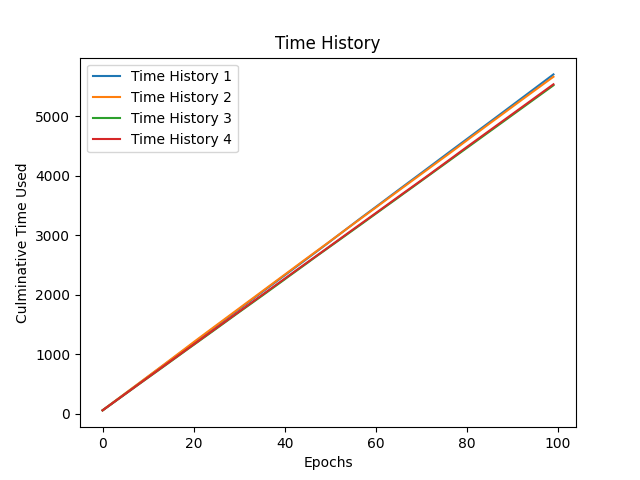 Time History
Time History 1
Time History 2
Time History 3
Time History 4
Culminative Time Used
5000
4000
3000
2000
1000
0
0 20 40 60 80 100
Epochs